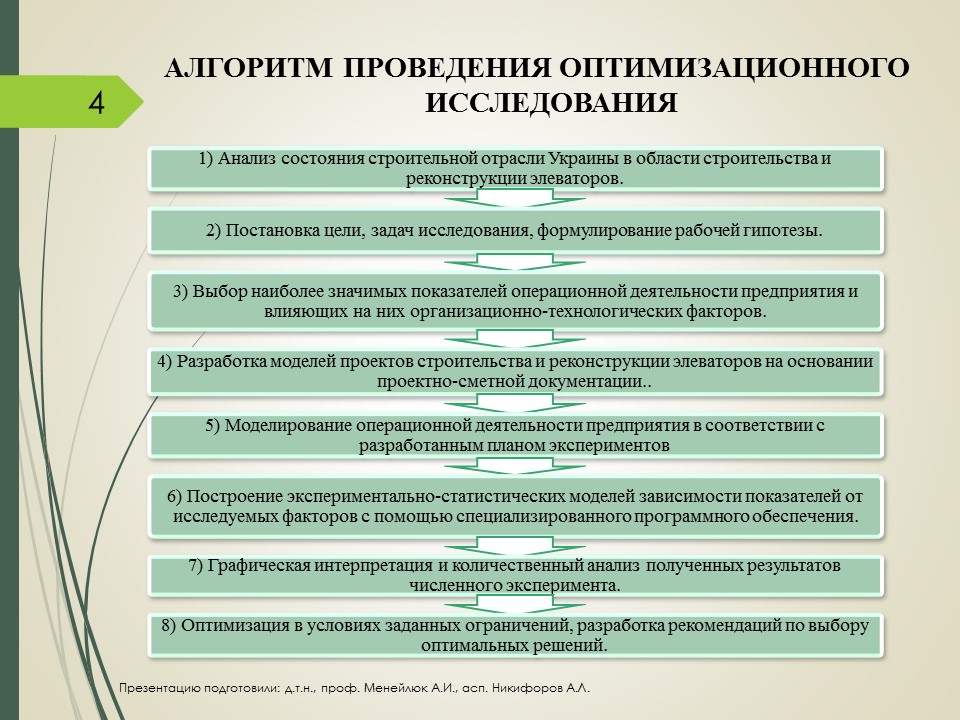 АЛГОРИТМ ПРОВЕДЕНИЯ ОПТИМИЗАЦИОННОГО
ИССЛЕДОВАНИЯ
4
1) Анализ состояния строительной отрасли Украины в области строительства и
реконструкции элеваторов.
2) Постановка цели, задач исследования, формулирование рабочей гипотезы.
3) Выбор наиболее значимых показателей операционной деятельности предприятия и
влияющих на них организационно-технологических факторов.
4) Разработка моделей проектов строительства и реконструкции элеваторов на основании
проектно-сметной документации..
5) Моделирование операционной деятельности предприятия в соответствии с
разработанным планом экспериментов
6) Построение экспериментально-статистических моделей зависимости показателей от
исследуемых факторов с помощью специализированного программного обеспечения.
7) Графическая интерпретация и количественный анализ полученных результатов
численного эксперимента.
8) Оптимизация в условиях заданных ограничений, разработка рекомендаций по выбору
оптимальных решений.
Презентацию подготовили: д.т.н., проф. Менейлюк А.И., асп. Никифоров А.Л.